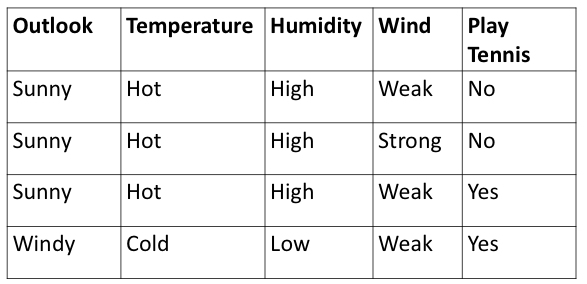 Outlook Temperature Humidity Wind Play Tennis
Sunny Hot High Weak No
Sunny Hot High Strong No
Sunny Hot High Weak Yes
Windy Cold Low Weak Yes